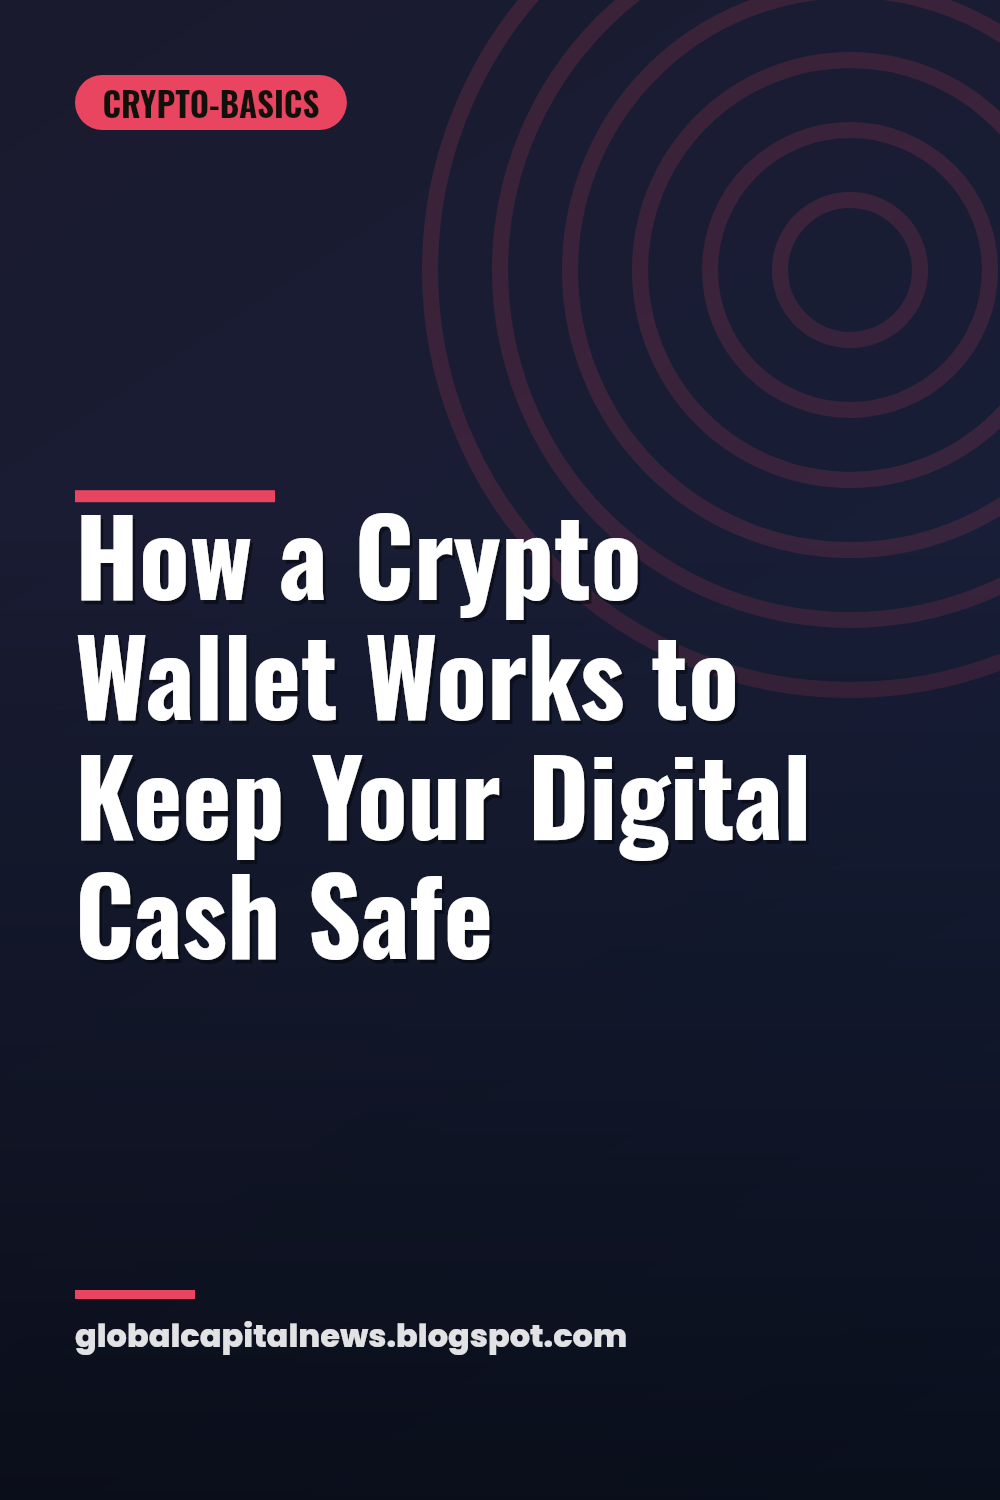 CRYPTO-BASICS
How a Crypto
Wallet Works to
Keep Your Digital
Cash Safe
globalcapitalnews.blogspot.com